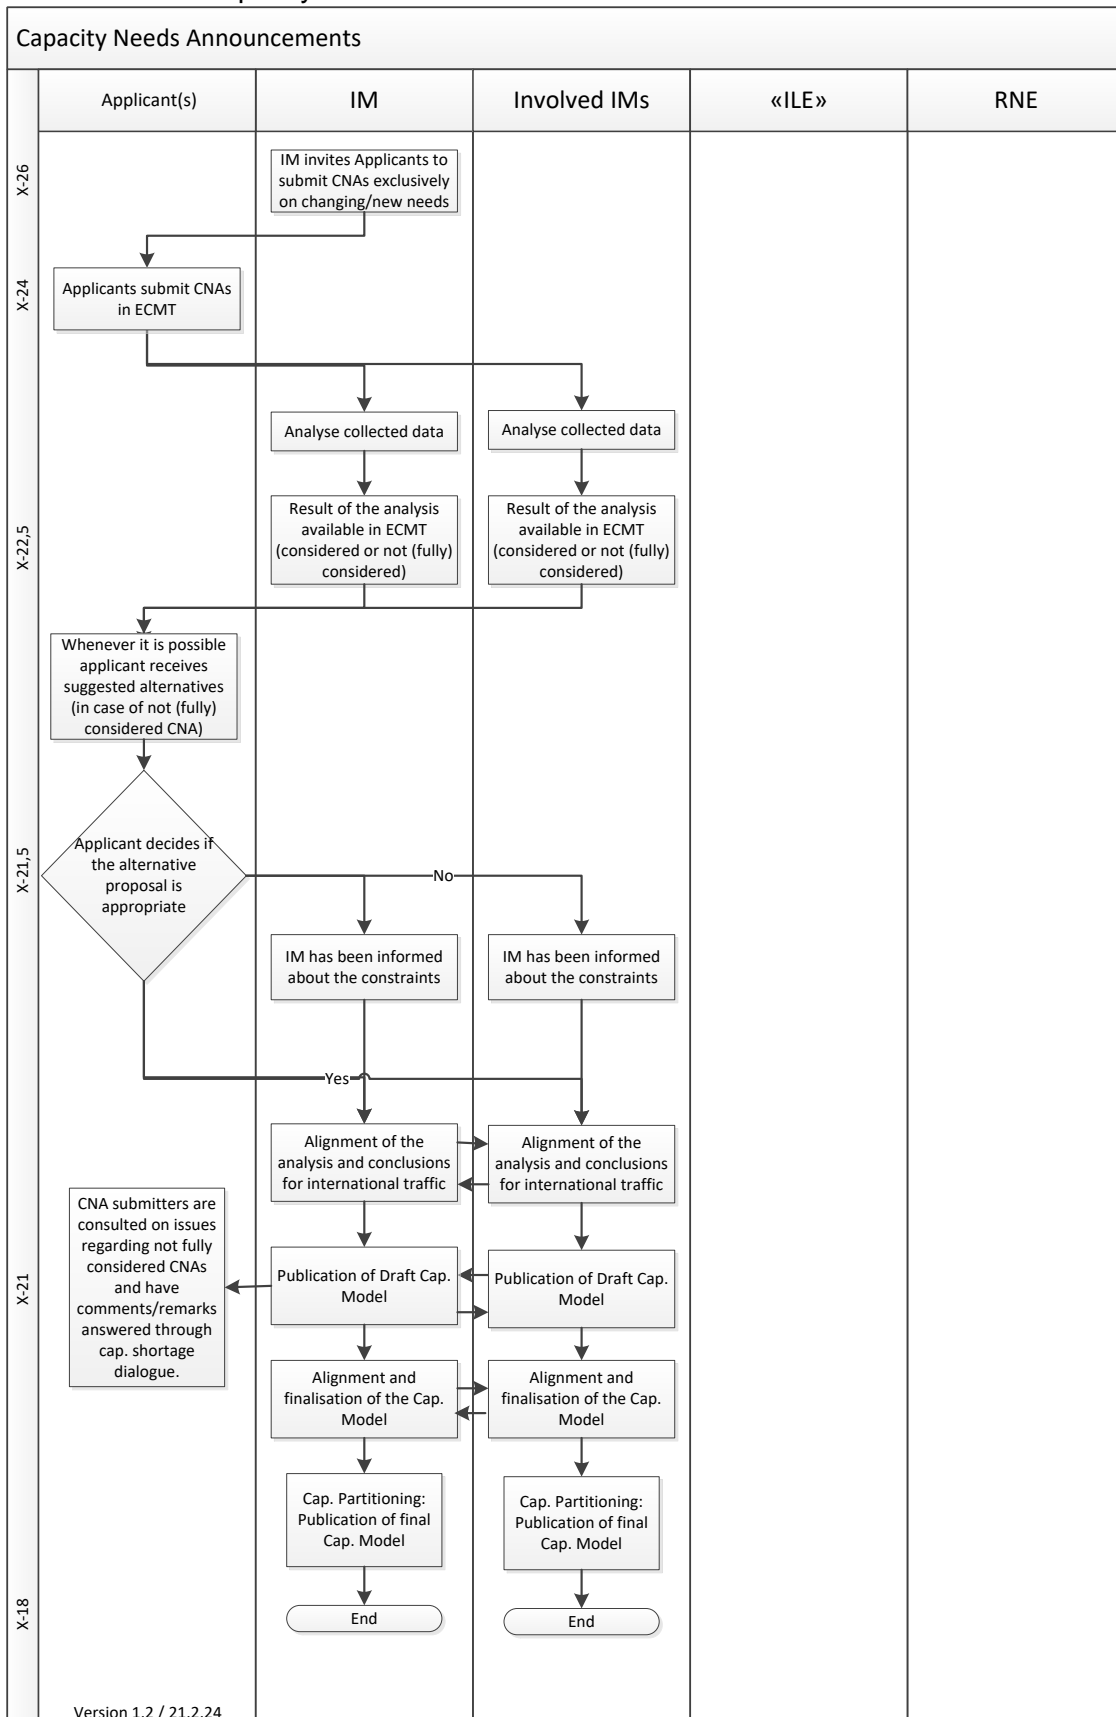 Capacity Needs Announcements
Applicant(s)
IM
Involved IMs
«ILE»
RNE
X-26
IM invites Applicants to
submit CNAs exclusively
on changing/new needs
X-24
Applicants submit CNAs
in ECMT
Analyse collected data
Analyse collected data
X-22,5
Result of the analysis
available in ECMT
(considered or not (fully)
considered)
Result of the analysis
available in ECMT
(considered or not (fully)
considered)
Whenever it is possible
applicant receives
suggested alternatives
(in case of not (fully)
considered CNA)
X-21,5
Applicant decides if
the alternative
proposal is
appropriate
No
IM has been informed
about the constraints
IM has been informed
about the constraints
Yes
Alignment of the
analysis and conclusions
for international traffic
Alignment of the
analysis and conclusions
for international traffic
X-21
CNA submitters are
consulted on issues
regarding not fully
considered CNAs
and have
comments/remarks
answered through
cap. shortage
dialogue.
Publication of Draft Cap.
Model
Publication of Draft Cap.
Model
Alignment and
finalisation of the Cap.
Model
Alignment and
finalisation of the Cap.
Model
Cap. Partitioning:
Publication of final
Cap. Model
Cap. Partitioning:
Publication of final
Cap. Model
X-18
End
End
Version 1.2 / 21.2.24